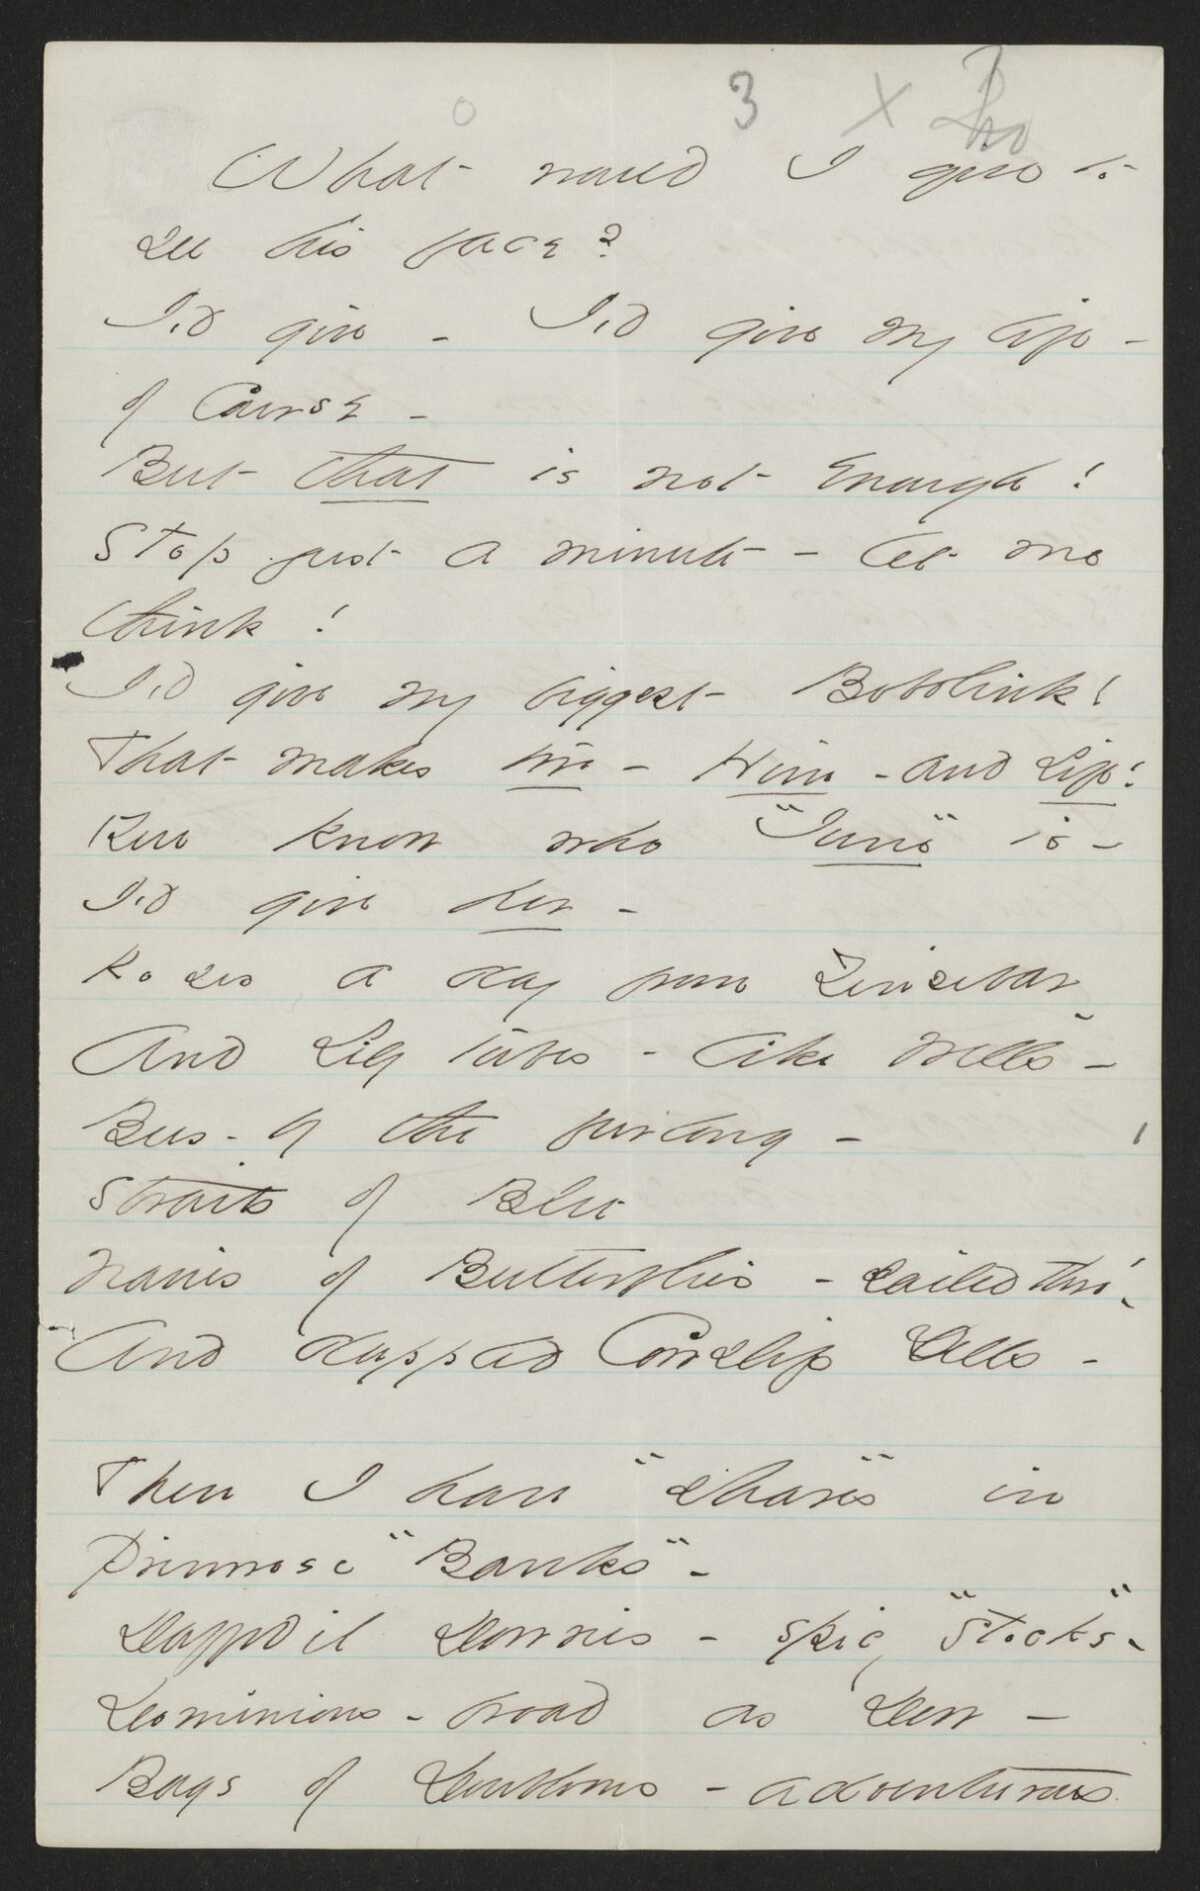 3 X
What would I give to
see his face?
I'd give - I'd give my life -
of Course -
But that is not Enough!
Stop just a minute - let me
think!
I'd give my biggest Bobolink!
That makes two - Him - and Life!
You know who "June" is -
I'd give her -
Roses a day from Zinzebar -
And Lily tubes - like Wells -
Bees - by the furlong -
Straits of Blue
Navies of Butterflies - sailed thro' -
And dappled Cowslip Dells -
Then I have "shares" in
Primrose "Banks" -
Daffodil Dowries - spicy "Stocks" -
Dominions - broad as Dew -
Bags of Doubloons - adventurous